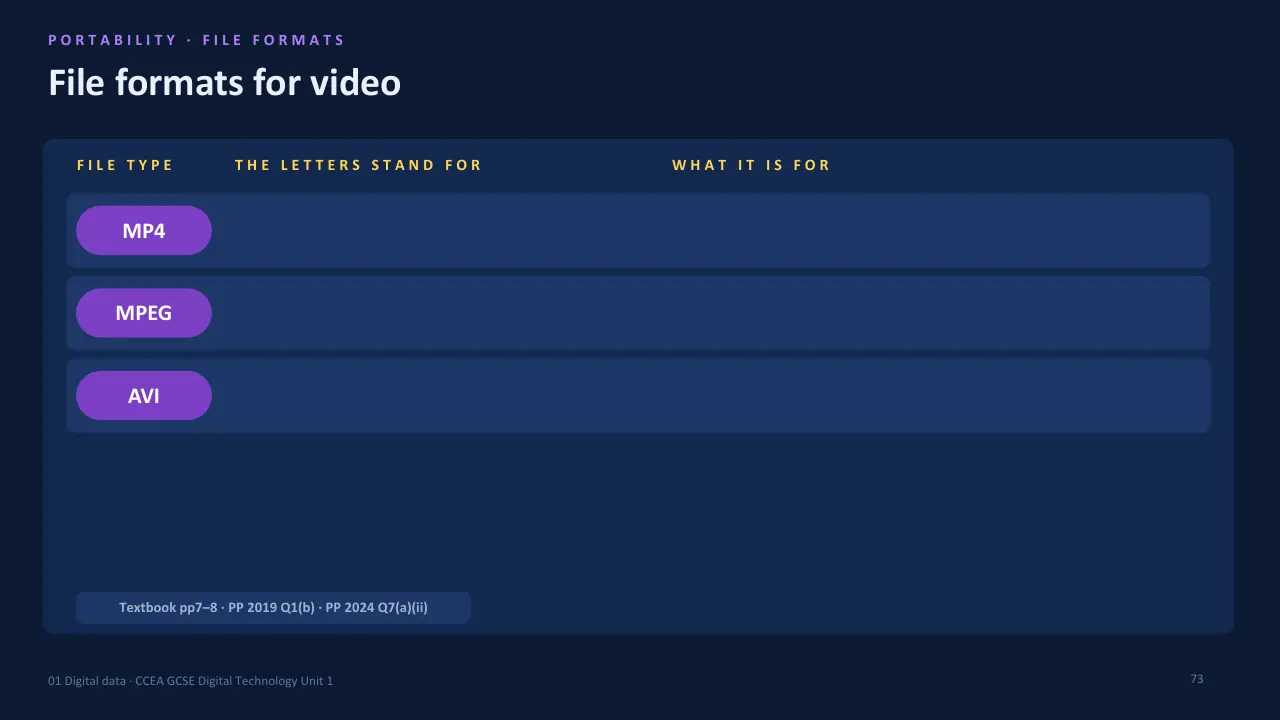 PORTABILITY · FILE FORMATS
File formats for video
FILE TYPE THE LETTERS STAND FOR WHAT IT IS FOR
MP4
MPEG
AVI
Textbook pp7–8 · PP 2019 Q1(b) · PP 2024 Q7(a)(ii)
01 Digital data · CCEA GCSE Digital Technology Unit 1
73